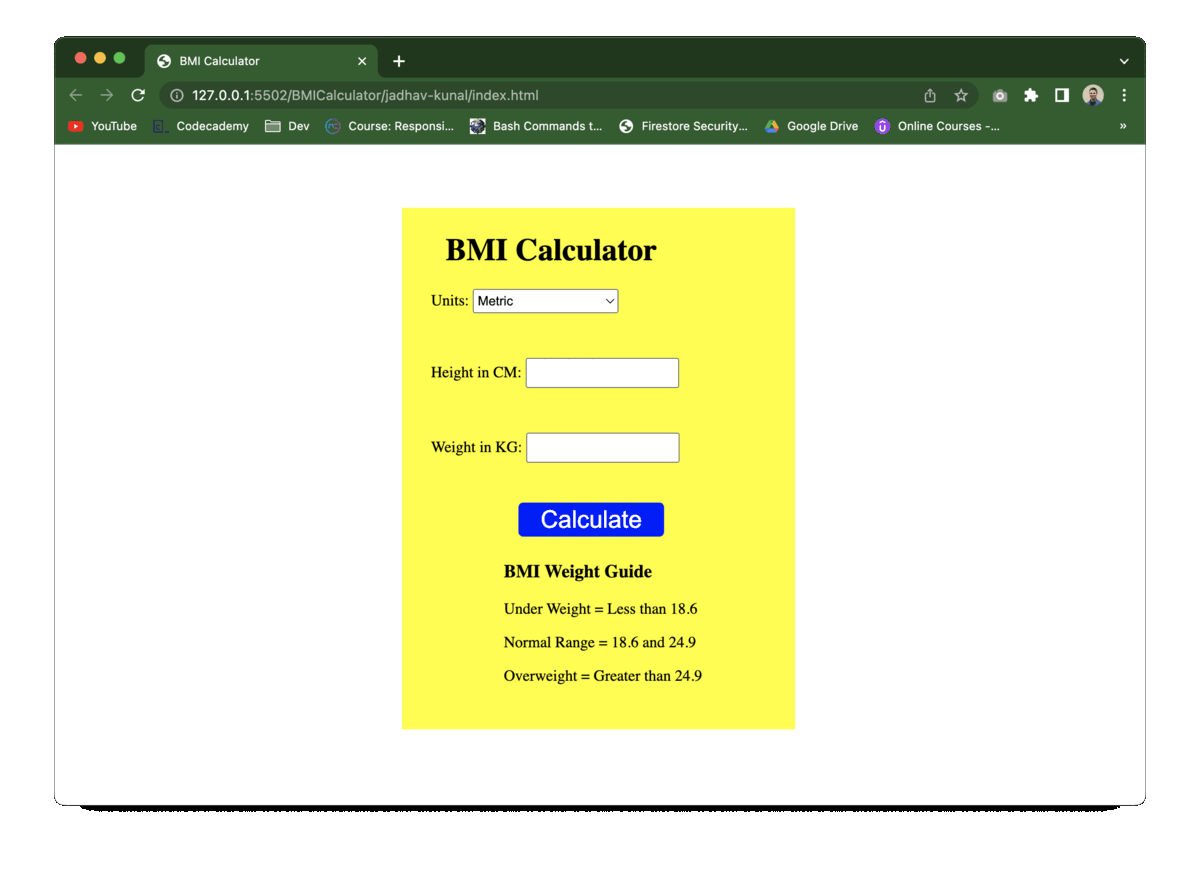 BMI Calculator
127.0.0.1:5502/BMICalculator/jadhav-kunal/index.html
YouTube Codecademy Dev Course: Responsi... Bash Commands t... Firestore Security... Google Drive Online Courses -... »
BMI Calculator
Units: Metric
Height in CM:
Weight in KG:
Calculate
BMI Weight Guide
Under Weight = Less than 18.6
Normal Range = 18.6 and 24.9
Overweight = Greater than 24.9